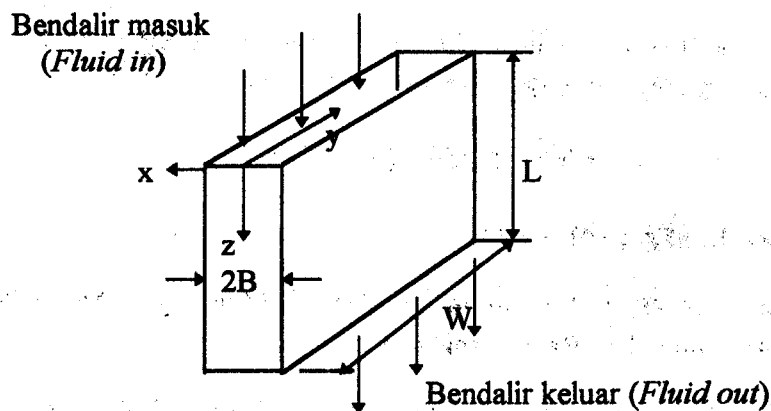 Bendalir masuk
(Fluid in)
y
x
L
z
2B
W
Bendalir keluar (Fluid out)